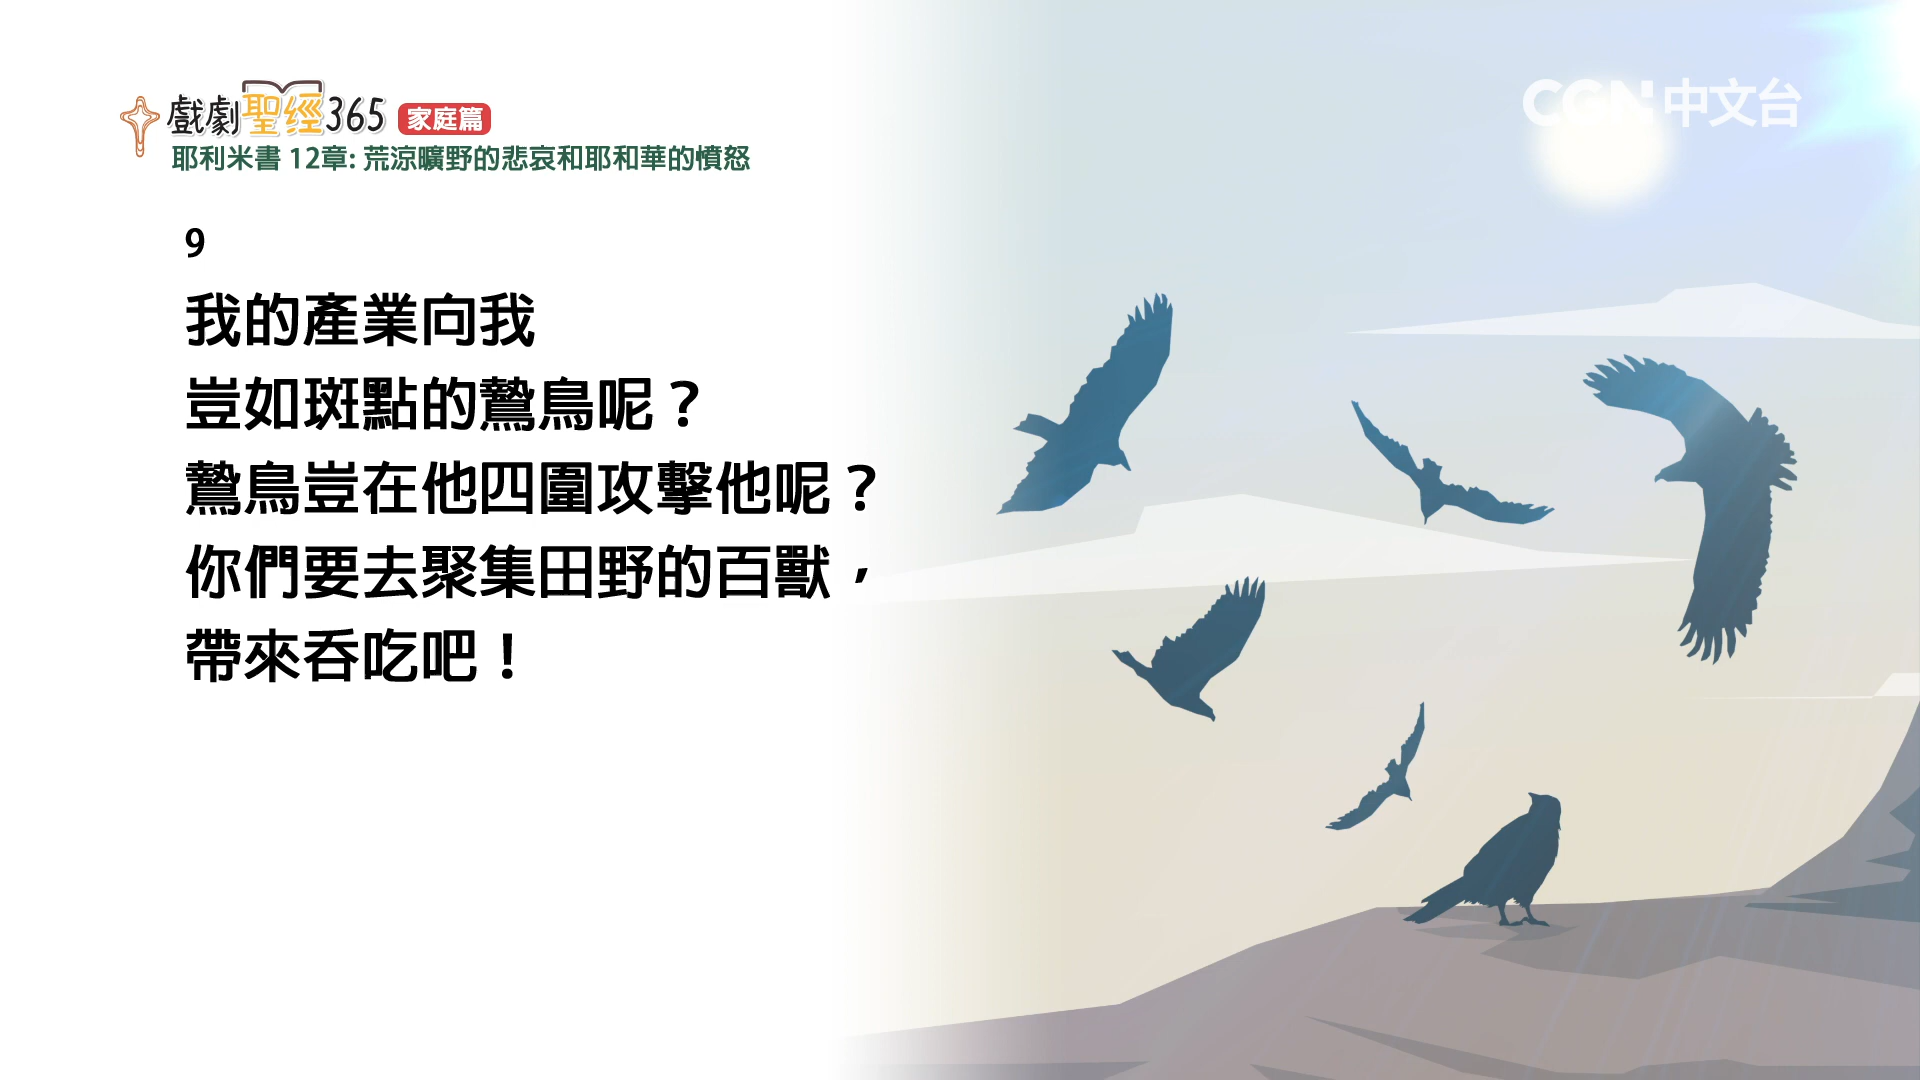 戲劇聖經365 家庭篇
CGN 中文台
耶利米書 12章: 荒涼曠野的悲哀和耶和華的憤怒
9
我的產業向我
豈如斑點的鷙鳥呢？
鷙鳥豈在他四圍攻擊他呢？
你們要去聚集田野的百獸，
帶來吞吃吧！